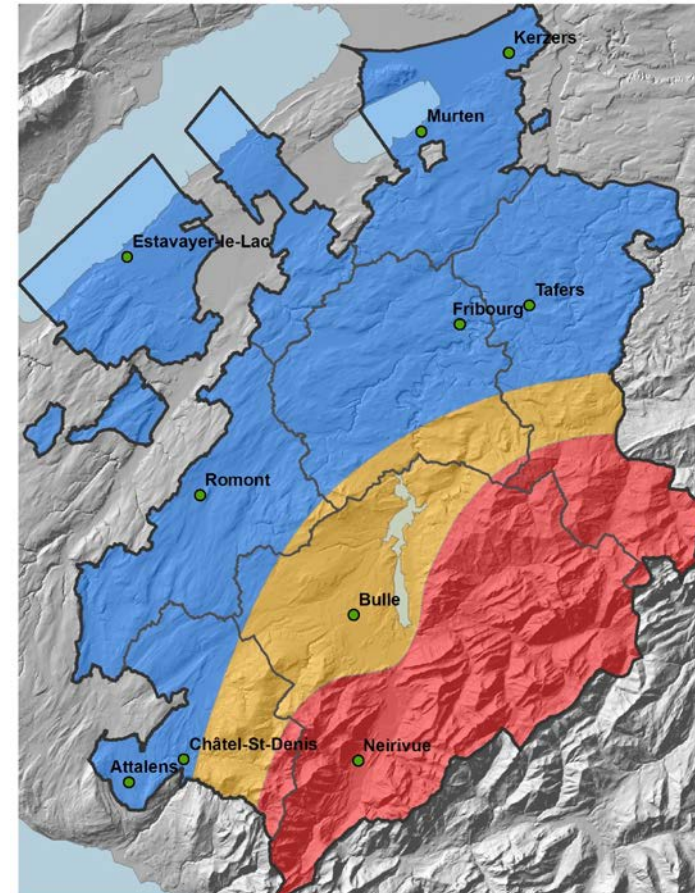 Kerzers
Murten
Estavayer-le-Lac
Tafers
Fribourg
Romont
Bulle
Châtel-St-Denis
Neirivue
Attalens